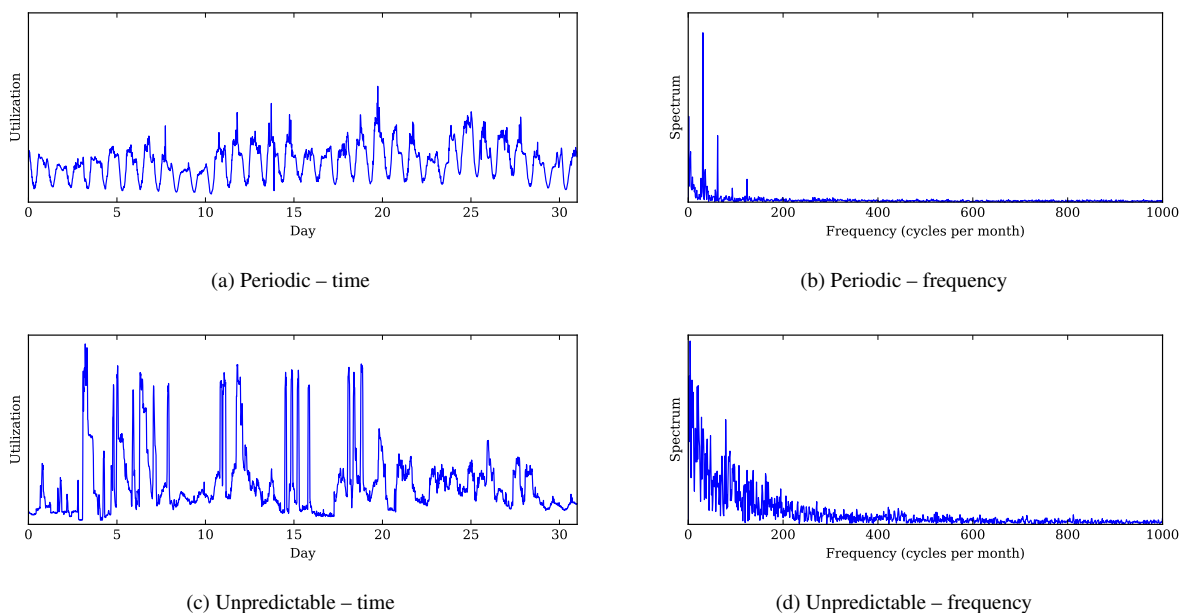 Utilization
0 5 10 15 20 25 30
Day
(a) Periodic – time
Spectrum
0 200 400 600 800 1000
Frequency (cycles per month)
(b) Periodic – frequency
Utilization
0 5 10 15 20 25 30
Day
(c) Unpredictable – time
Spectrum
0 200 400 600 800 1000
Frequency (cycles per month)
(d) Unpredictable – frequency